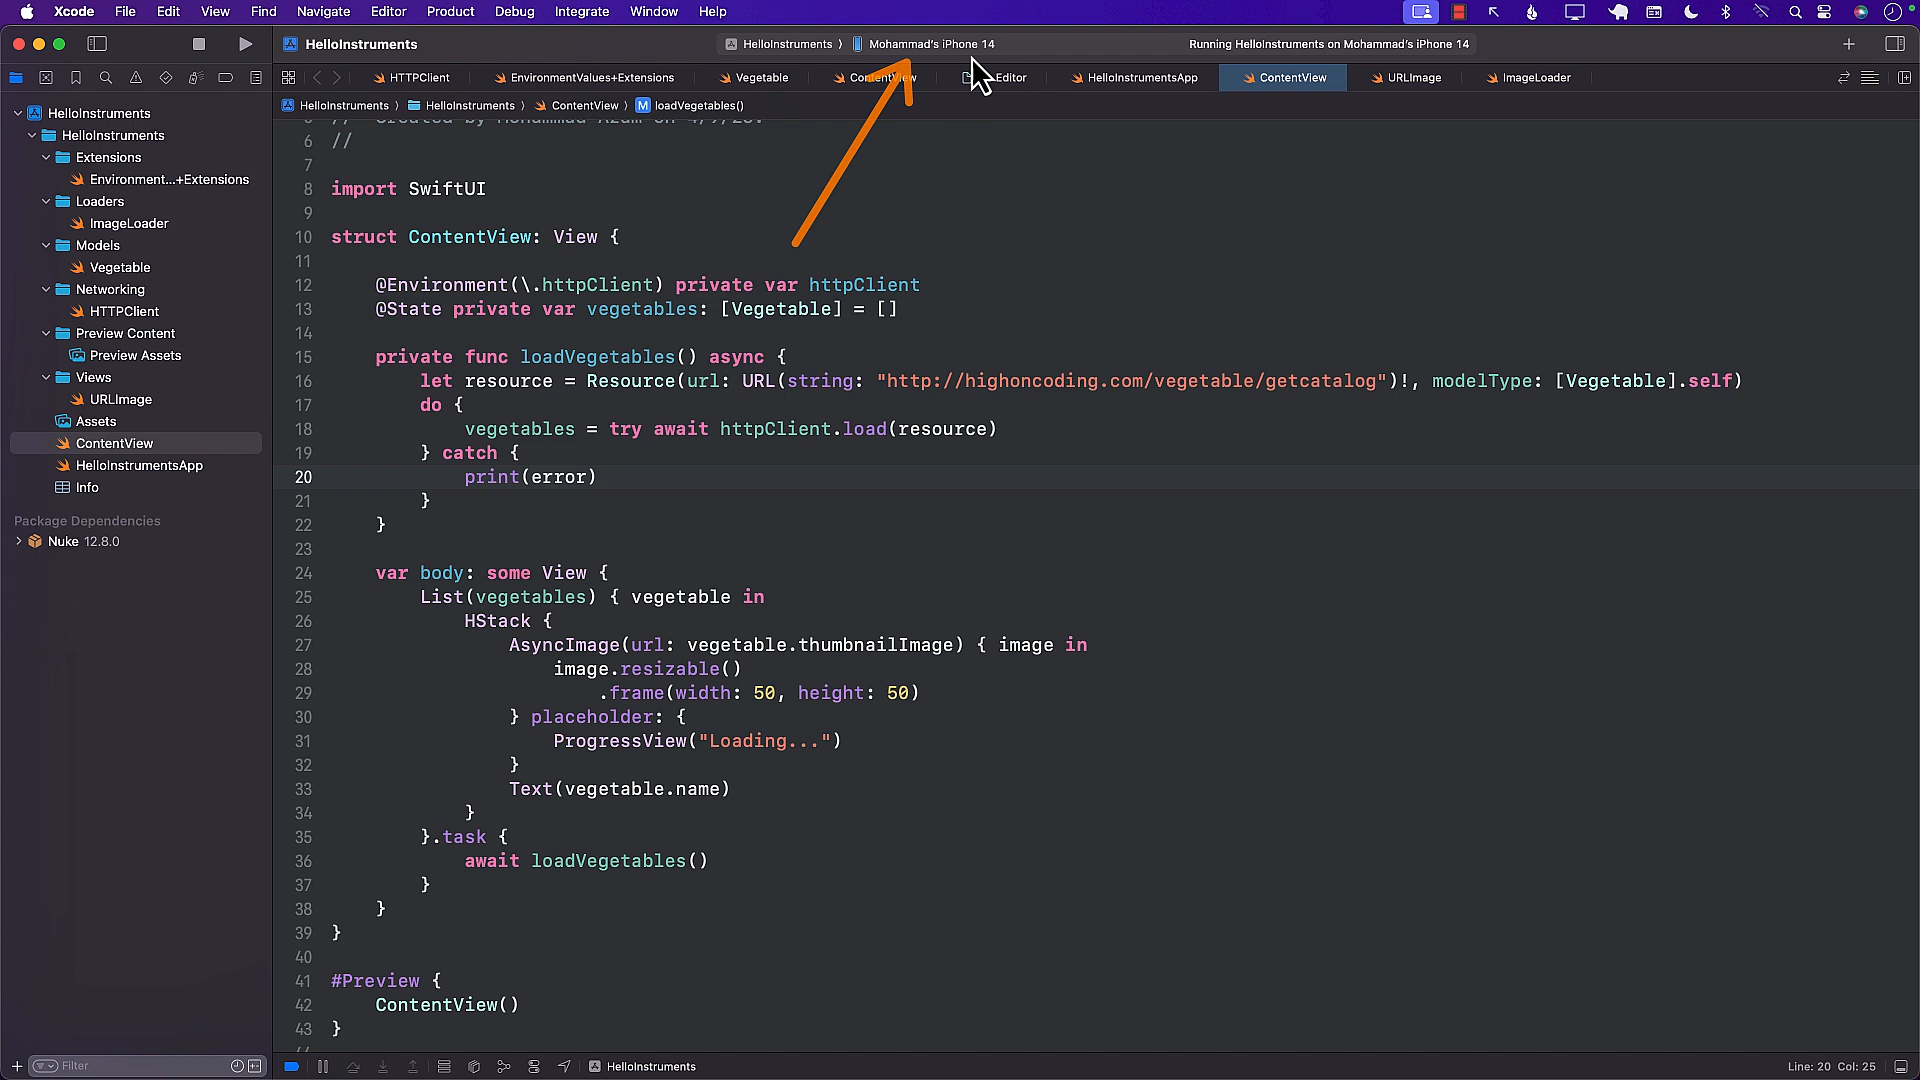 Xcode File Edit View Find Navigate Editor Product Debug Integrate Window Help
HelloInstruments
HelloInstruments 〉 Mohammad's iPhone 14
Running HelloInstruments on Mohammad's iPhone 14
HTTPClient EnvironmentValues+Extensions Vegetable ContentView Editor HelloInstrumentsApp ContentView URLImage ImageLoader
HelloInstruments 〉 HelloInstruments 〉 ContentView 〉 M loadVegetables()
HelloInstruments
HelloInstruments
Extensions
Environment...+Extensions
Loaders
ImageLoader
Models
Vegetable
Networking
HTTPClient
Preview Content
Preview Assets
Views
URLImage
Assets
ContentView
HelloInstrumentsApp
Info
Package Dependencies
Nuke 12.8.0
Filter
6 //
7
8 import SwiftUI
9
10 struct ContentView: View {
11
12 @Environment(\.httpClient) private var httpClient
13 @State private var vegetables: [Vegetable] = []
14
15 private func loadVegetables() async {
16 let resource = Resource(url: URL(string: "http://highoncoding.com/vegetable/getcatalog")!, modelType: [Vegetable].self)
17 do {
18 vegetables = try await httpClient.load(resource)
19 } catch {
20 print(error)
21 }
22 }
23
24 var body: some View {
25 List(vegetables) { vegetable in
26 HStack {
27 AsyncImage(url: vegetable.thumbnailImage) { image in
28 image.resizable()
29 .frame(width: 50, height: 50)
30 } placeholder: {
31 ProgressView("Loading...")
32 }
33 Text(vegetable.name)
34 }
35 }.task {
36 await loadVegetables()
37 }
38 }
39 }
40
41 #Preview {
42 ContentView()
43 }
HelloInstruments
Line: 20 Col: 25